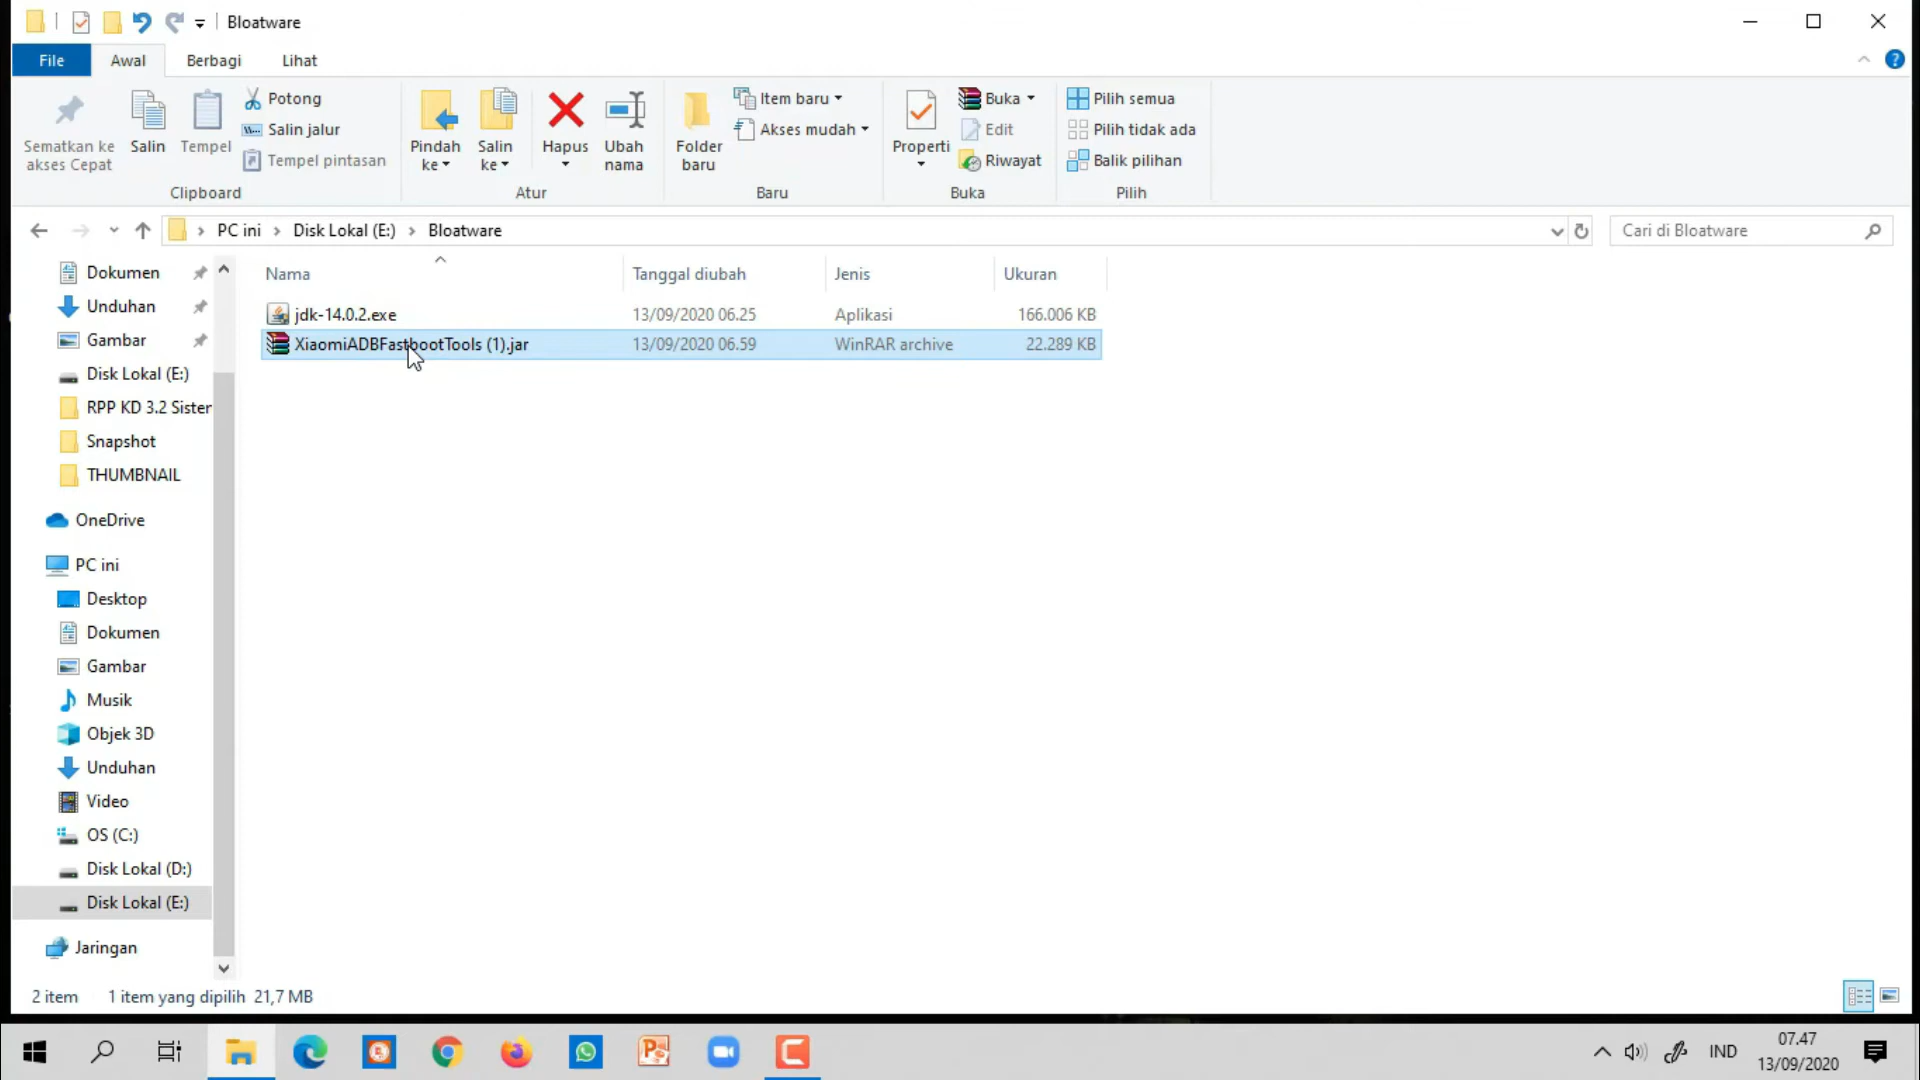 Bloatware
File
Awal
Berbagi
Lihat
Sematkan ke akses Cepat
Salin
Tempel
Potong
Salin jalur
Tempel pintasan
Clipboard
Pindah ke
Salin ke
Hapus
Ubah nama
Atur
Folder baru
Item baru
Akses mudah
Baru
Properti
Buka
Edit
Riwayat
Buka
Pilih semua
Pilih tidak ada
Balik pilihan
Pilih
PC ini > Disk Lokal (E:) > Bloatware
Cari di Bloatware
Nama
Tanggal diubah
Jenis
Ukuran
jdk-14.0.2.exe 13/09/2020 06.25 Aplikasi 166.006 KB
XiaomiADBFastbootTools (1).jar 13/09/2020 06.59 WinRAR archive 22.289 KB
Dokumen
Unduhan
Gambar
Disk Lokal (E:)
RPP KD 3.2 Sister
Snapshot
THUMBNAIL
OneDrive
PC ini
Desktop
Dokumen
Gambar
Musik
Objek 3D
Unduhan
Video
OS (C:)
Disk Lokal (D:)
Disk Lokal (E:)
Jaringan
2 item
1 item yang dipilih 21,7 MB
IND
07.47
13/09/2020